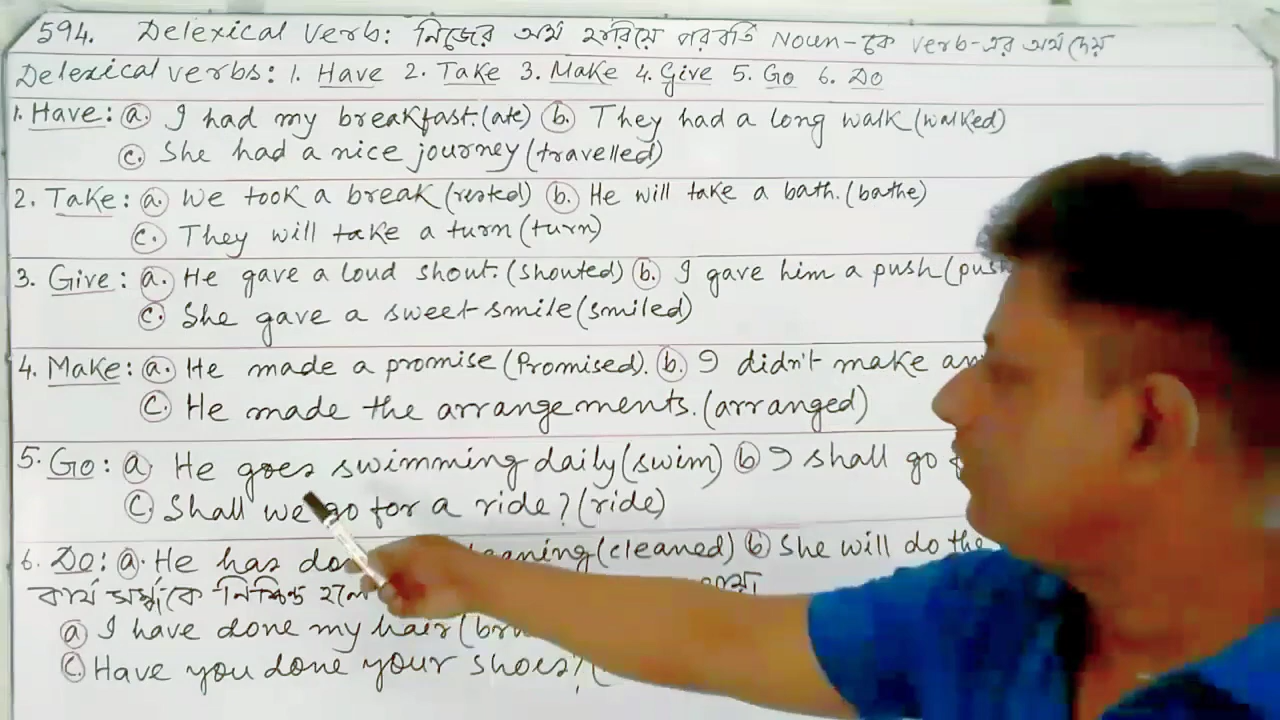 594. Delexical verb: নিজের অর্থ হারিয়ে পরবর্তি Noun-কে verb-এর অর্থ দেয়
Delexical verbs: 1. Have 2. Take 3. Make 4. Give 5. Go 6. Do
1. Have: a. I had my breakfast.(ate) b. They had a long walk (walked)
c. She had a nice journey (travelled)
2. Take: a. We took a break (rested) b. He will take a bath. (bathe)
c. They will take a turn (turn)
3. Give: a. He gave a loud shout. (shouted) b. I gave him a push (push
c. She gave a sweet smile (smiled)
4. Make: a. He made a promise (Promised). b. I didn't make
c. He made the arrangements. (arranged)
5. Go: a. He goes swimming daily (swim) b I shall go
c. Shall we go for a ride? (ride)
6. Do: a. He has (cleaned) b She will do the
কার্য সম্পর্কে নিশ্চিত হলে
a I have done my hair
c. Have you done your shoes?